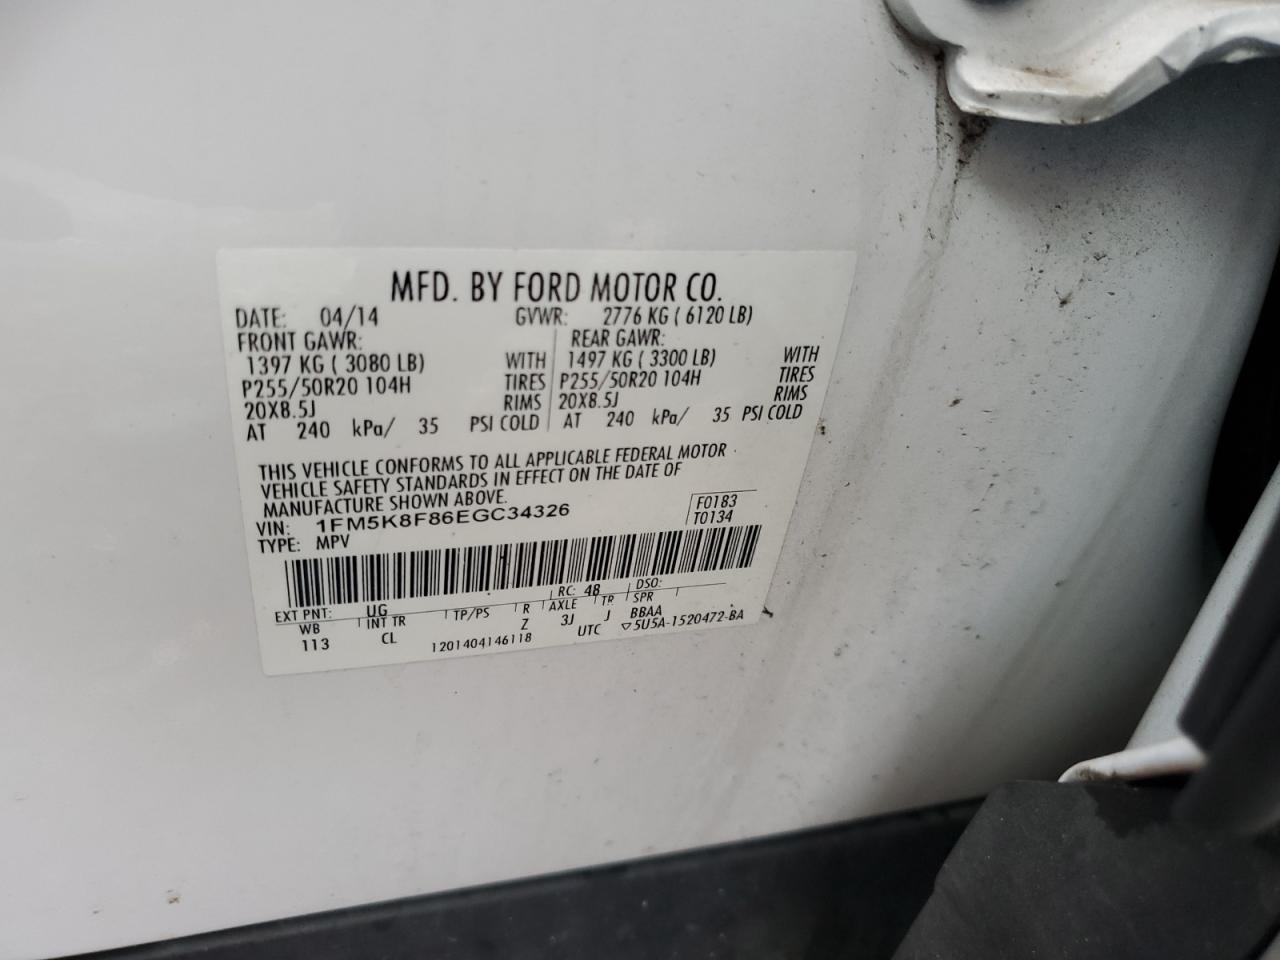 MFD. BY FORD MOTOR CO.
DATE: 04/14 GVWR: 2776 KG ( 6120 LB)
FRONT GAWR: REAR GAWR:
1397 KG ( 3080 LB) WITH 1497 KG ( 3300 LB) WITH
P255/50R20 104H TIRES P255/50R20 104H TIRES
20X8.5J RIMS 20X8.5J RIMS
AT 240 kPa/ 35 PSI COLD AT 240 kPa/ 35 PSI COLD
THIS VEHICLE CONFORMS TO ALL APPLICABLE FEDERAL MOTOR
VEHICLE SAFETY STANDARDS IN EFFECT ON THE DATE OF
MANUFACTURE SHOWN ABOVE.
VIN: 1FM5K8F86EGC34326 F0183
TYPE: MPV T0134
EXT PNT: UG RC: 48 DSO:
WB INT TR TP/PS R AXLE TR SPR
113 CL Z 3J J BBAA
1201404146118 UTC ▽5U5A-1520472-BA